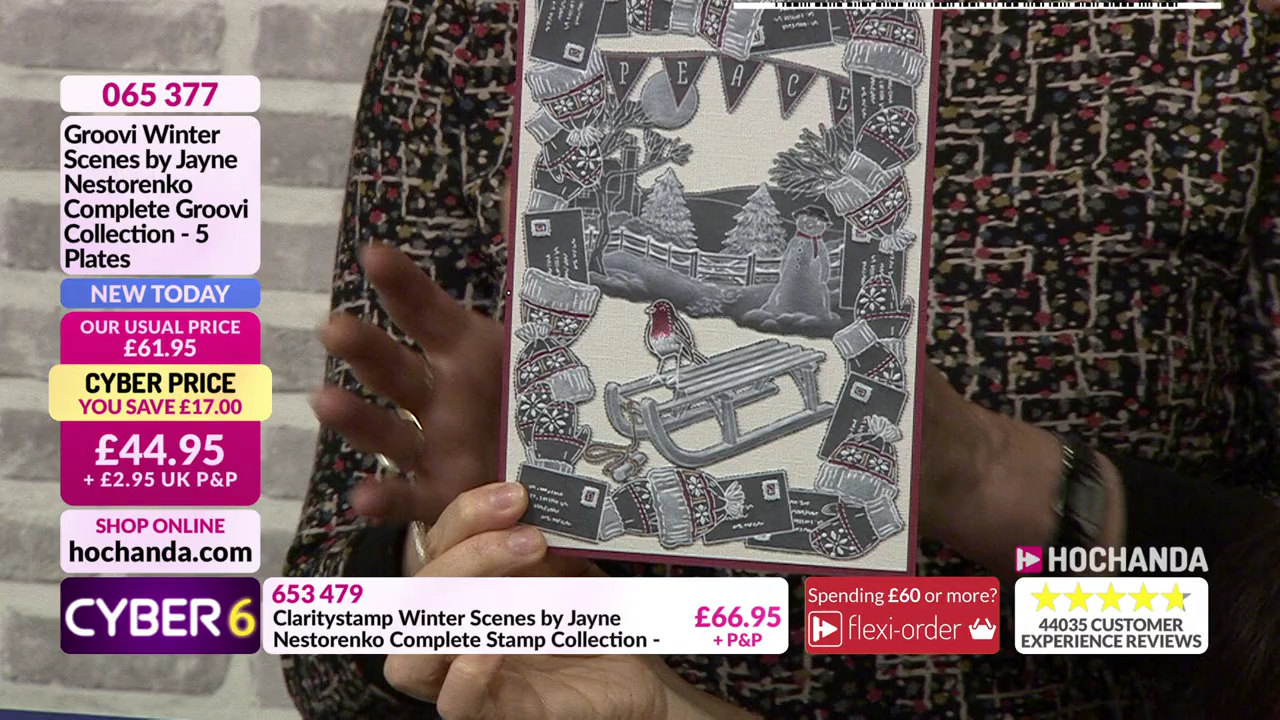 065 377
Groovi Winter
Scenes by Jayne
Nestorenko
Complete Groovi
Collection - 5
Plates
NEW TODAY
OUR USUAL PRICE
£61.95
CYBER PRICE
YOU SAVE £17.00
£44.95
+ £2.95 UK P&P
SHOP ONLINE
hochanda.com
CYBER 6
PEACE
653 479
Claritystamp Winter Scenes by Jayne
Nestorenko Complete Stamp Collection -
£66.95
+ P&P
Spending £60 or more?
flexi-order
HOCHANDA
44035 CUSTOMER
EXPERIENCE REVIEWS